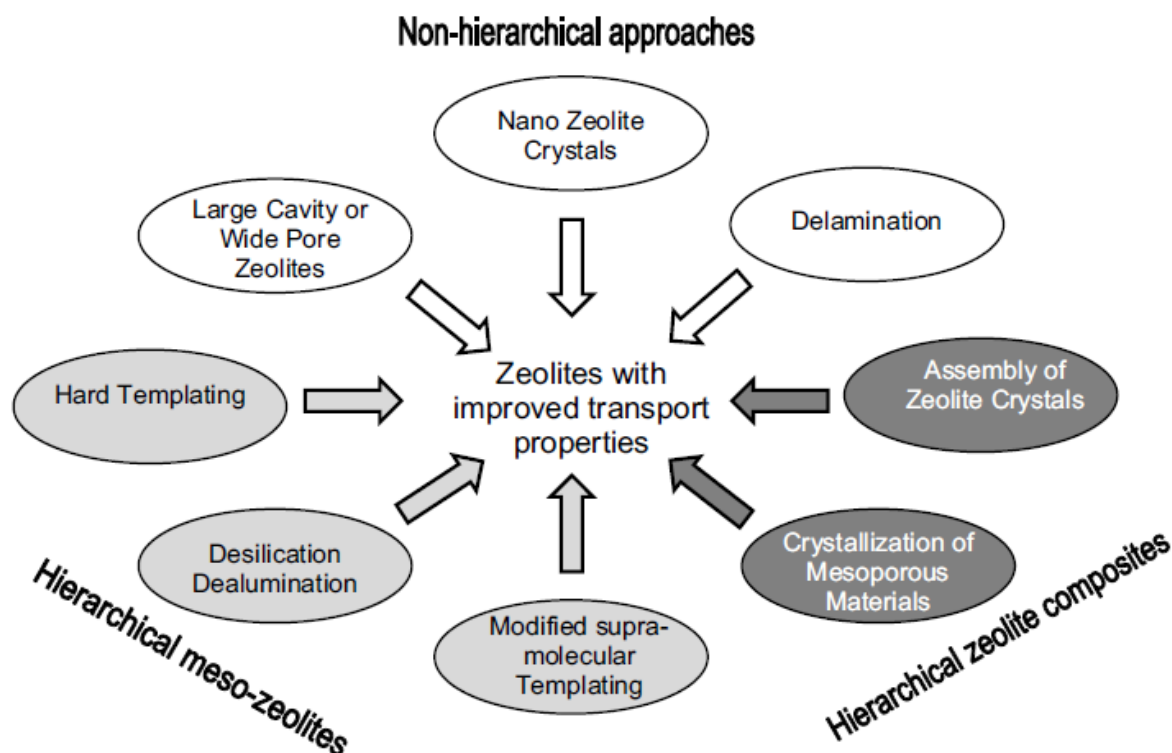 Non-hierarchical approaches
Nano Zeolite
Crystals
Large Cavity or
Wide Pore
Zeolites
Delamination
Hard Templating
Zeolites with
improved transport
properties
Assembly of
Zeolite Crystals
Desilication
Dealumination
Modified supra-
molecular
Templating
Crystallization of
Mesoporous
Materials
Hierarchical meso-zeolites
Hierarchical zeolite composites